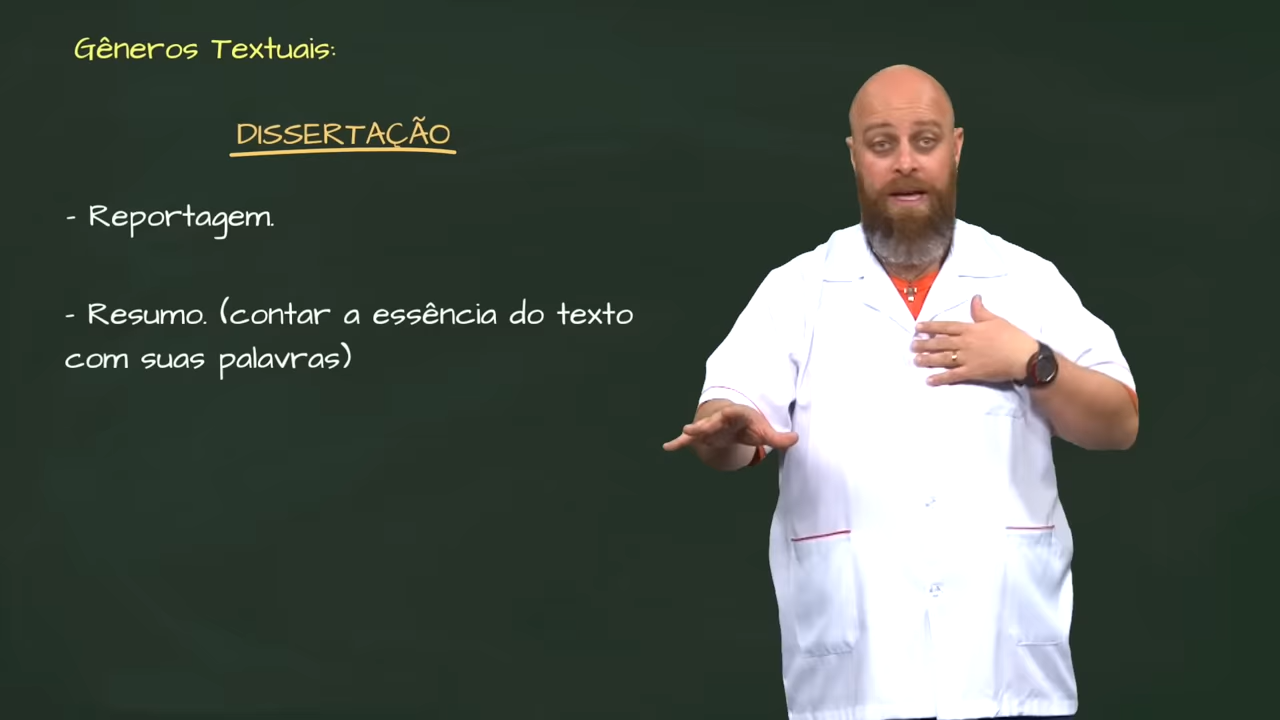 Gêneros Textuais:
DISSERTAÇÃO
- Reportagem.
- Resumo. (contar a essência do texto
com suas palavras)